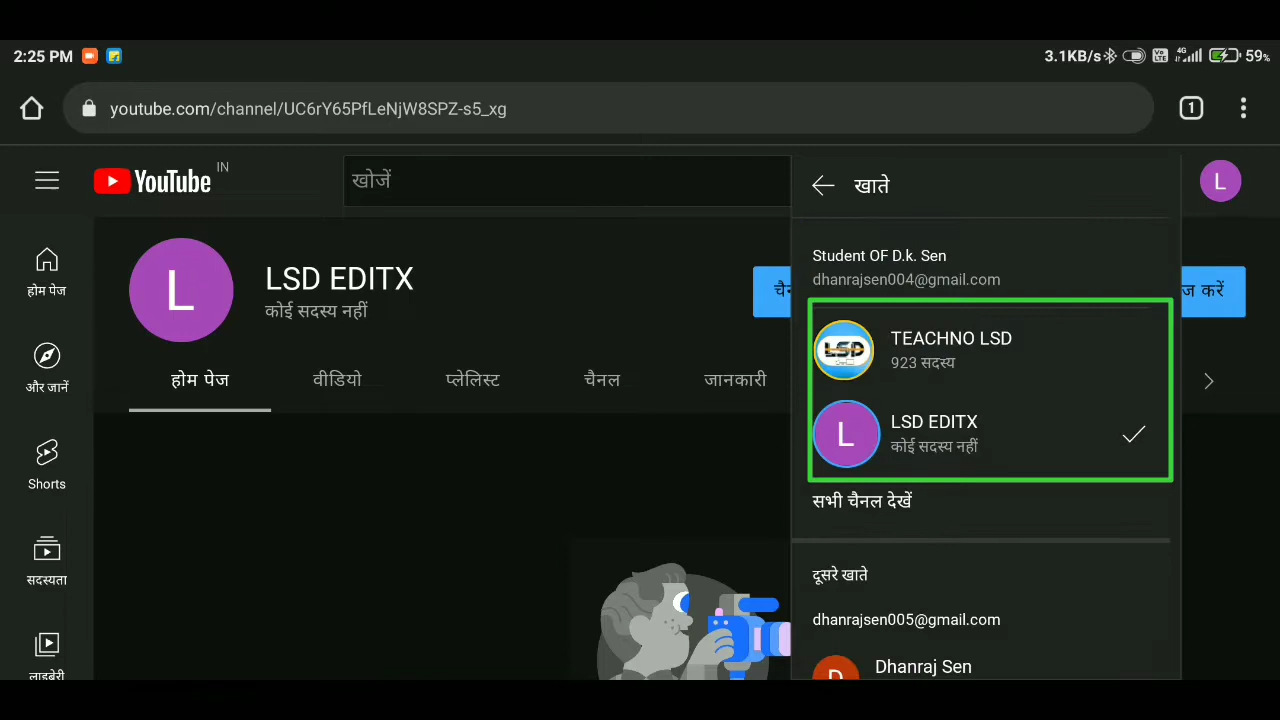 2:25 PM
3.1KB/s
4G
59%
youtube.com/channel/UC6rY65PfLeNjW8SPZ-s5_xg
1
YouTube IN
खोजें
खाते
L
होम पेज
और जानें
Shorts
सदस्यता
लाइब्रेरी
L
LSD EDITX
कोई सदस्य नहीं
होम पेज
वीडियो
प्लेलिस्ट
चैनल
जानकारी
Student OF D.k. Sen
dhanrajsen004@gmail.com
LSD
TEACHNO LSD
923 सदस्य
L
LSD EDITX
कोई सदस्य नहीं
सभी चैनल देखें
दूसरे खाते
dhanrajsen005@gmail.com
D
Dhanraj Sen
करें